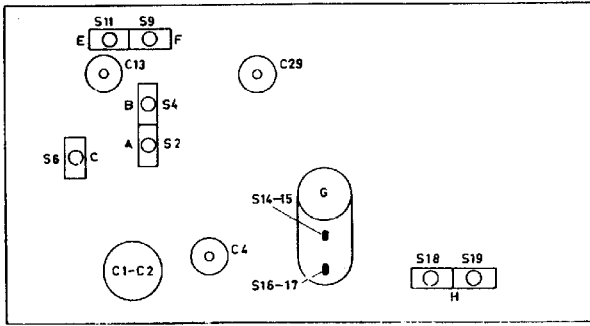 S11 S9
E F
C13 C29
B S4
A S2
S6 C
G
S14-15
C4
C1-C2
S16-17
S18 S19
H